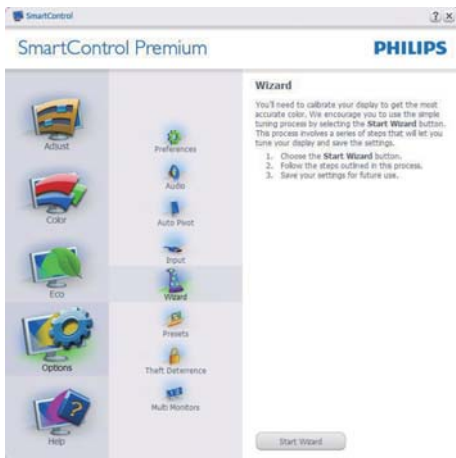 SmartControl
SmartControl Premium
PHILIPS
Adjust
Color
Eco
Options
Help
Preferences
Audio
Auto Pivot
Input
Wizard
Presets
Theft Deterrence
Multi Monitors
Wizard
You'll need to calibrate your display to get the most
accurate color. We encourage you to use the simple
tuning process by selecting the Start Wizard button.
This process involves a series of steps that will let you
tune your display and save the settings.
1. Choose the Start Wizard button.
2. Follow the steps outlined in the process.
3. Save your settings for future use.
Start Wizard